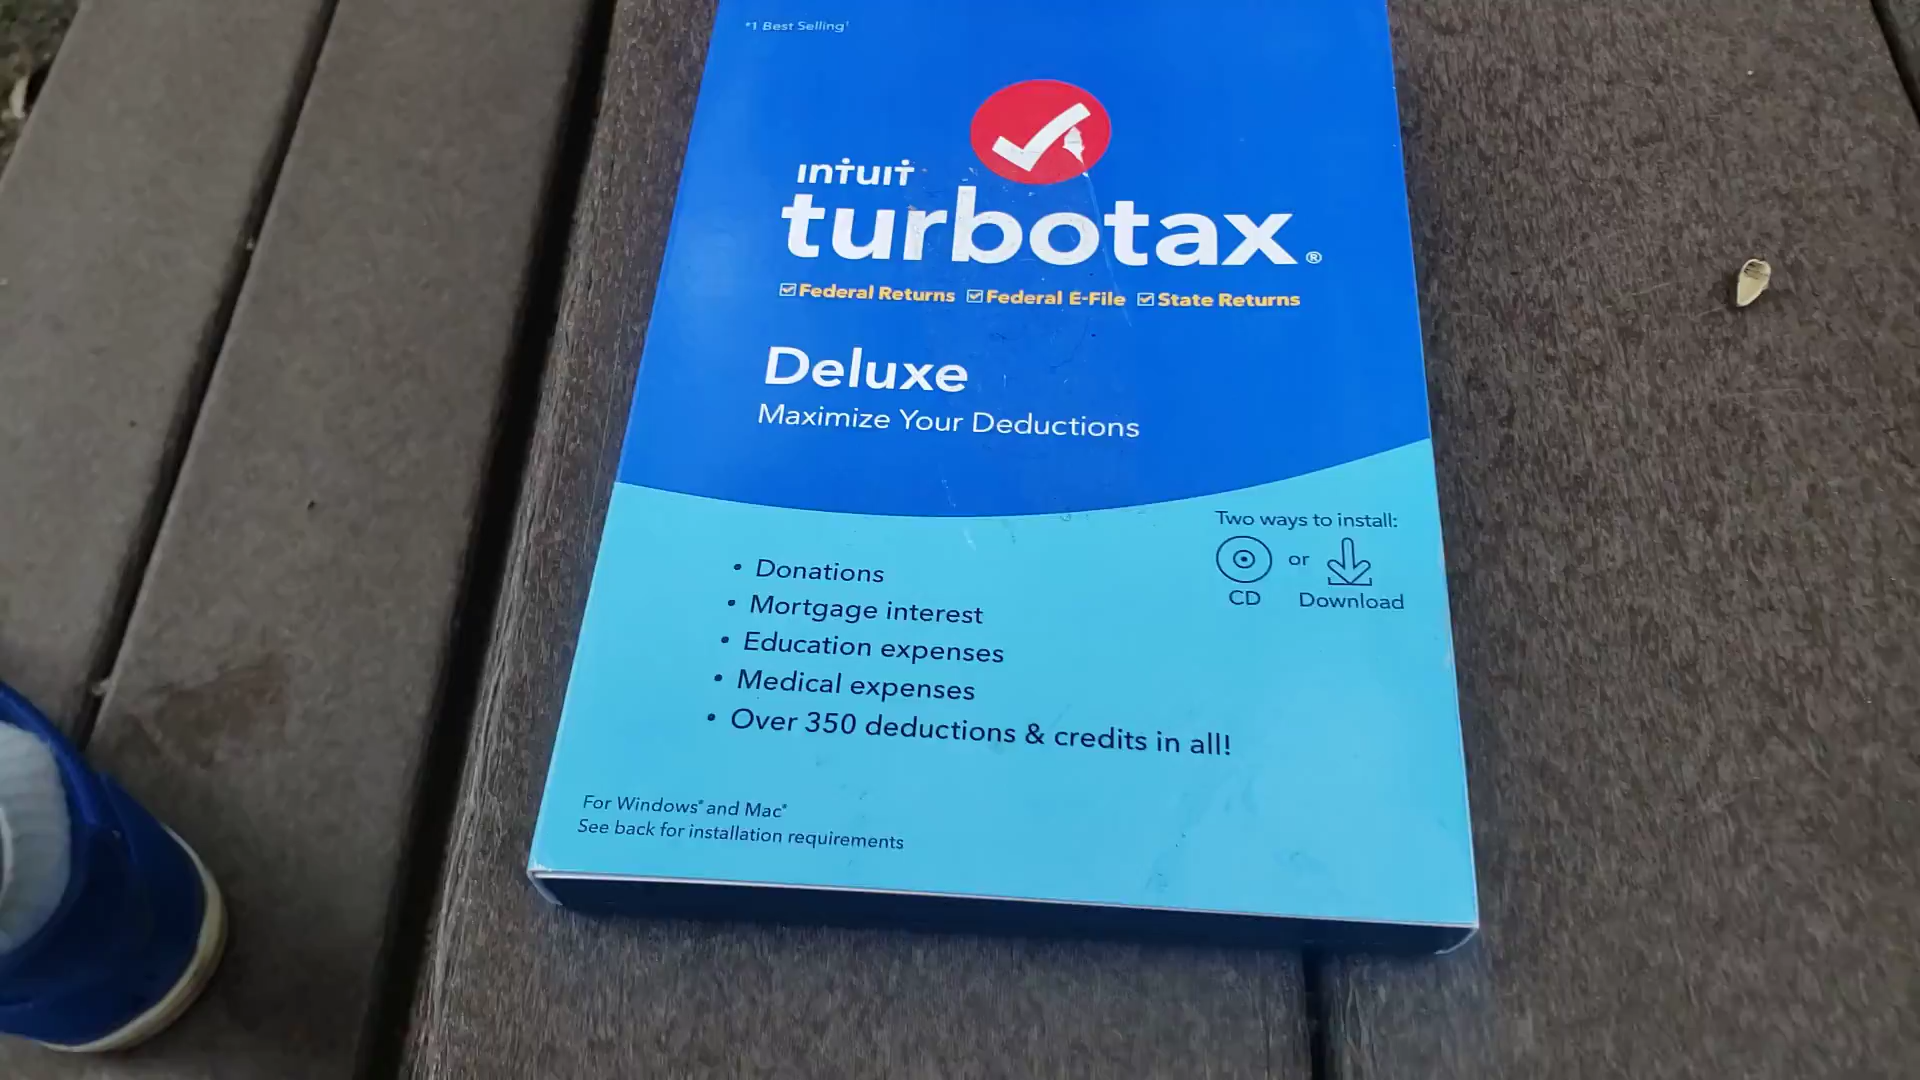 #1 Best Selling¹
intuit
turbotax®
Federal Returns Federal E-File State Returns
Deluxe
Maximize Your Deductions
Two ways to install:
or
CD Download
• Donations
• Mortgage interest
• Education expenses
• Medical expenses
• Over 350 deductions & credits in all!
For Windows® and Mac®
See back for installation requirements